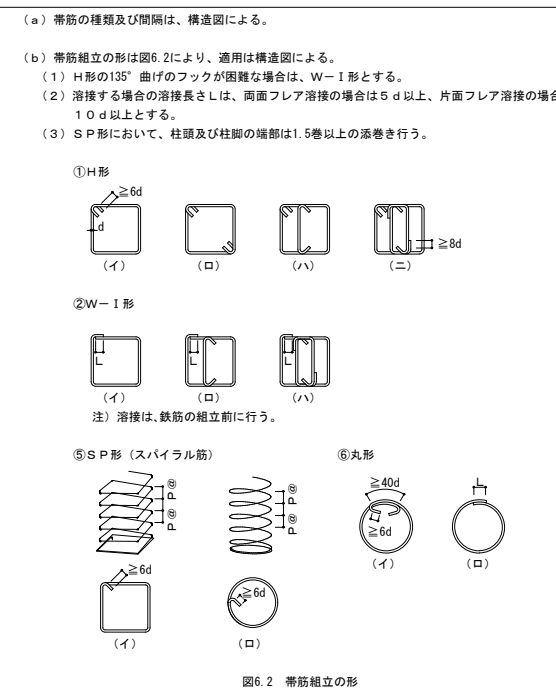 (a)帯筋の種類及び間隔は、構造図による。
(b)帯筋組立の形は図6.2により、適用は構造図による。
(1)H形の135°曲げのフックが困難な場合は、W-I形とする。
(2)溶接する場合の溶接長さLは、両面フレア溶接の場合は5d以上、片面フレア溶接の場合
10d以上とする。
(3)SP形において、柱頭及び柱脚の端部は1.5巻以上の添巻き行う。
①H形
≧6d
d
≧8d
(イ) (ロ) (ハ) (ニ)
②W-I形
L L L
(イ) (ロ) (ハ)
注)溶接は、鉄筋の組立前に行う。
⑤SP形(スパイラル筋) ⑥丸形
P@ P@
P@ P@
≧40d
≧6d
L
(イ) (ロ)
≧6d
≧6d
(イ) (ロ)
図6.2 帯筋組立の形